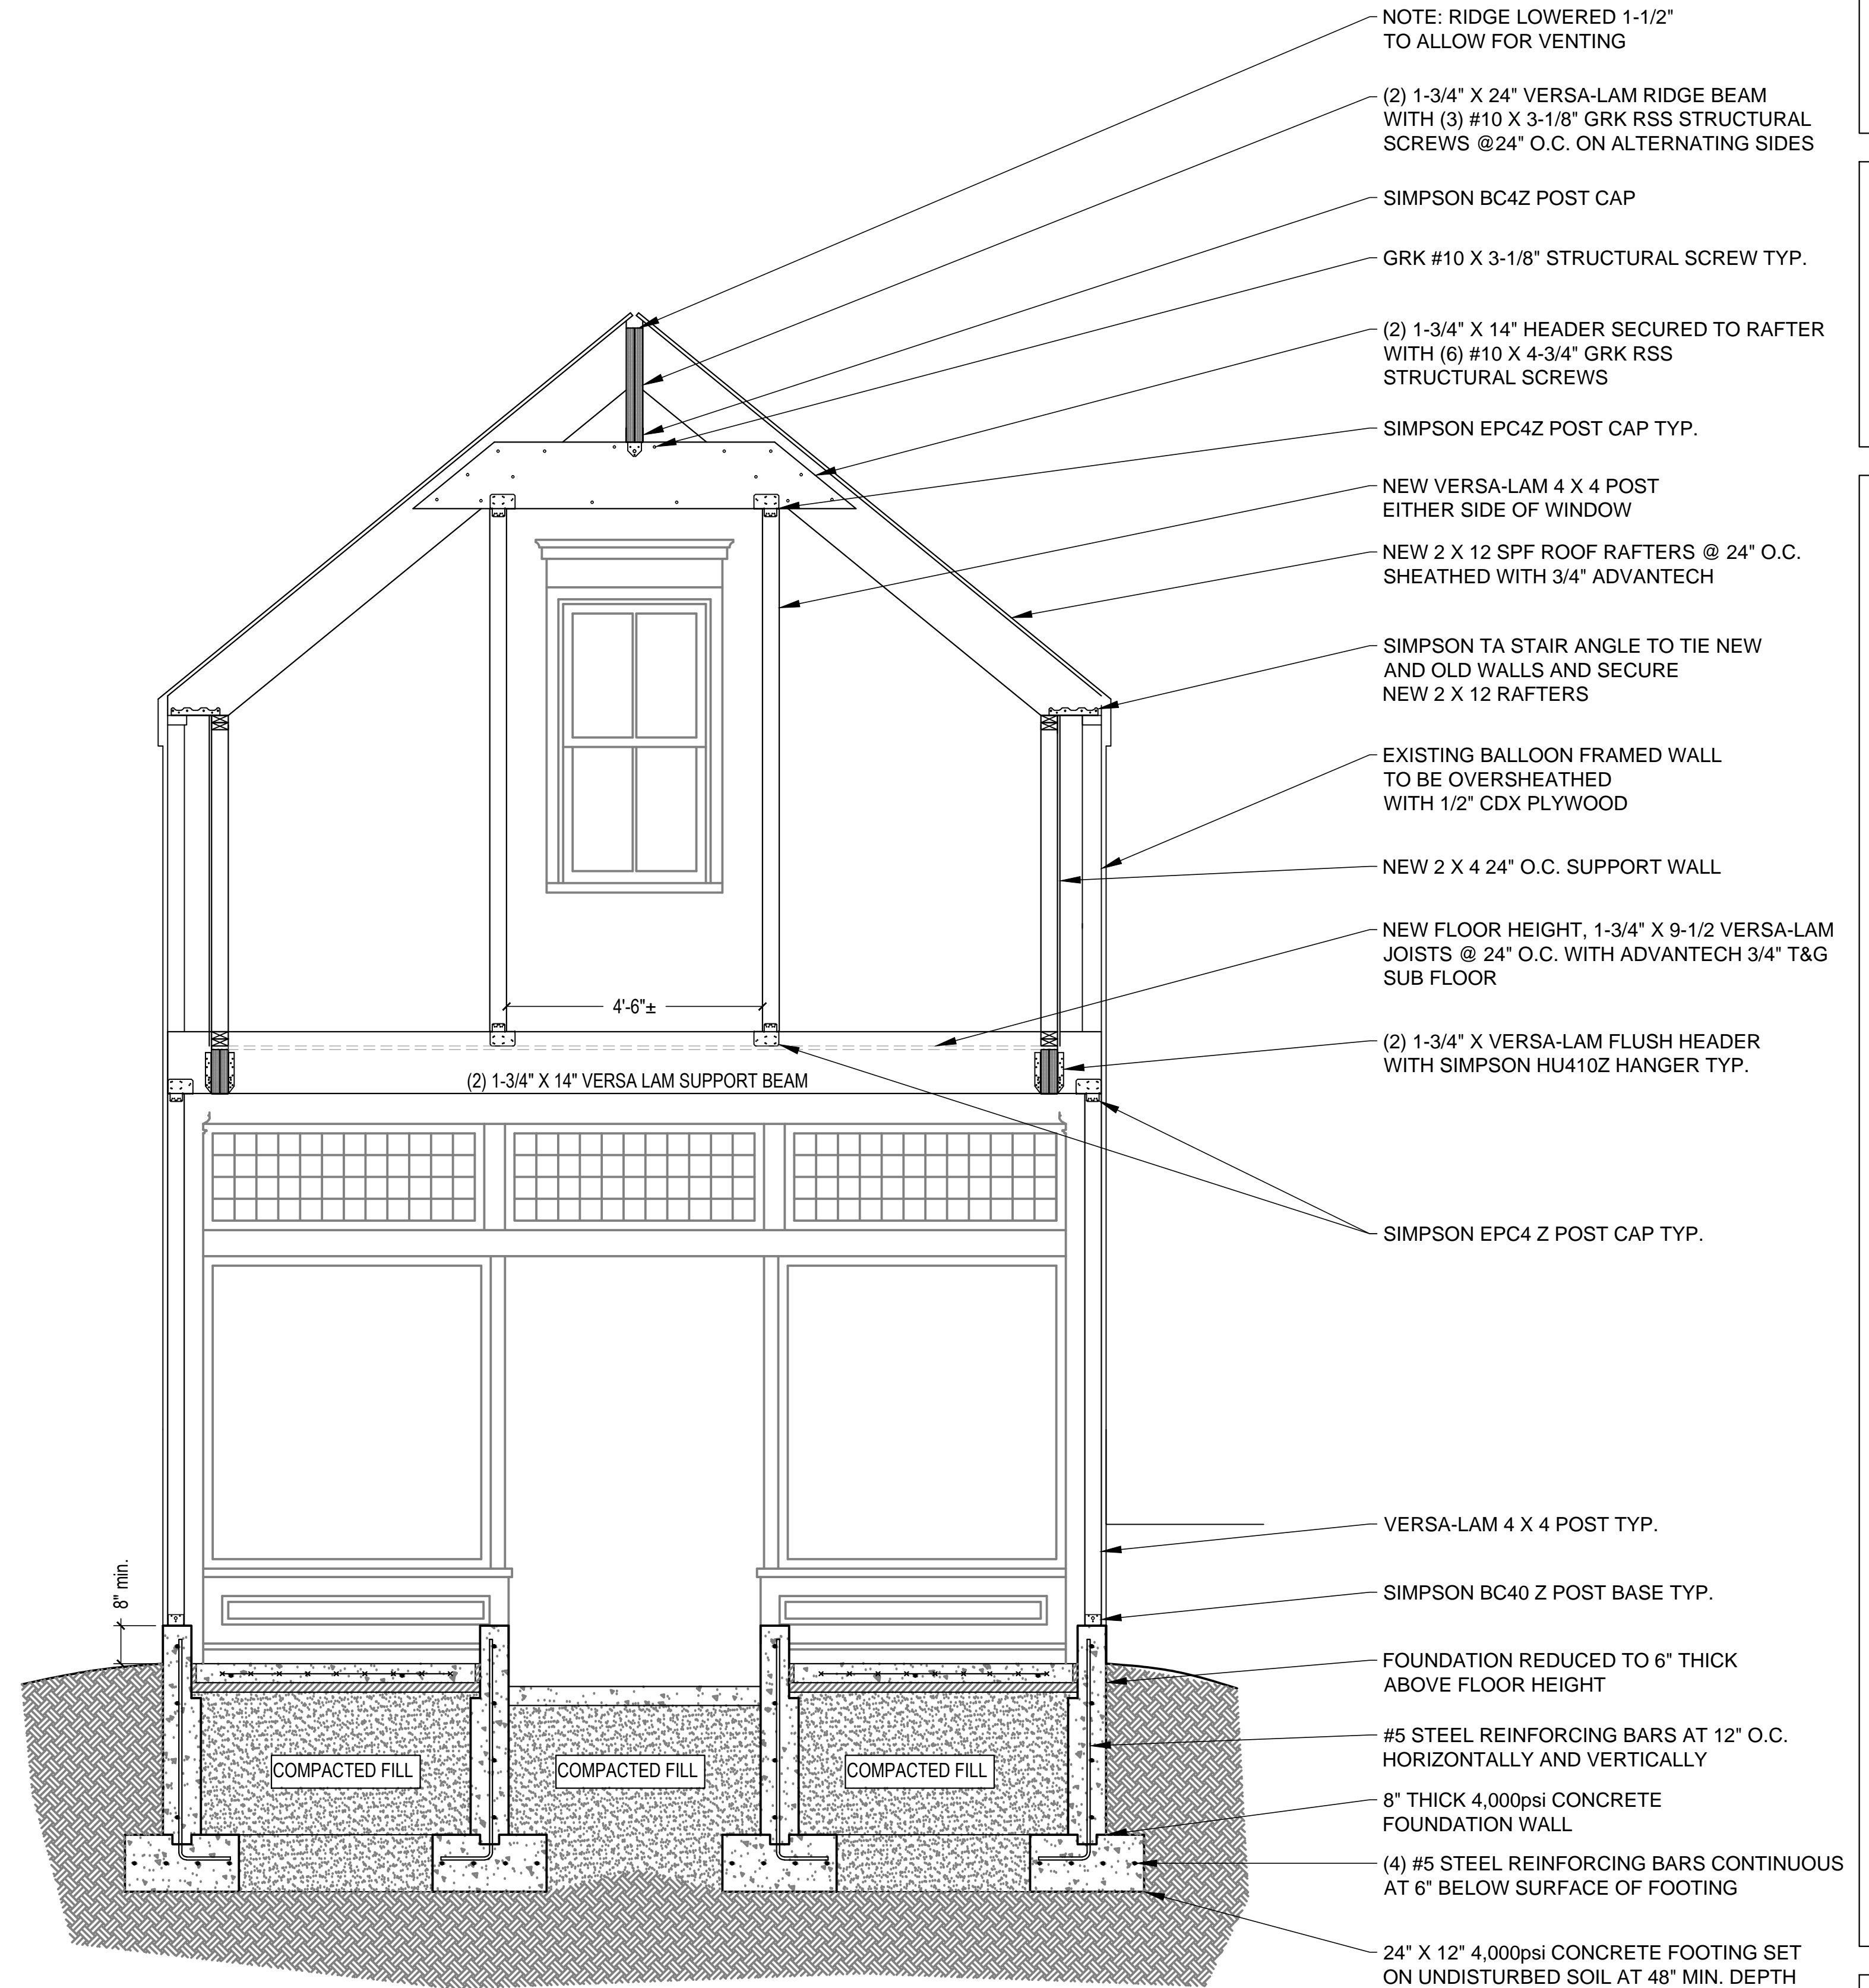 NOTE: RIDGE LOWERED 1-1/2"
TO ALLOW FOR VENTING
(2) 1-3/4" X 24" VERSA-LAM RIDGE BEAM
WITH (3) #10 X 3-1/8" GRK RSS STRUCTURAL
SCREWS @24" O.C. ON ALTERNATING SIDES
SIMPSON BC4Z POST CAP
GRK #10 X 3-1/8" STRUCTURAL SCREW TYP.
(2) 1-3/4" X 14" HEADER SECURED TO RAFTER
WITH (6) #10 X 4-3/4" GRK RSS
STRUCTURAL SCREWS
SIMPSON EPC4Z POST CAP TYP.
NEW VERSA-LAM 4 X 4 POST
EITHER SIDE OF WINDOW
NEW 2 X 12 SPF ROOF RAFTERS @ 24" O.C.
SHEATHED WITH 3/4" ADVANTECH
SIMPSON TA STAIR ANGLE TO TIE NEW
AND OLD WALLS AND SECURE
NEW 2 X 12 RAFTERS
EXISTING BALLOON FRAMED WALL
TO BE OVERSHEATHED
WITH 1/2" CDX PLYWOOD
NEW 2 X 4 24" O.C. SUPPORT WALL
NEW FLOOR HEIGHT, 1-3/4" X 9-1/2 VERSA-LAM
JOISTS @ 24" O.C. WITH ADVANTECH 3/4" T&G
SUB FLOOR
4'-6"±
(2) 1-3/4" X VERSA-LAM FLUSH HEADER
WITH SIMPSON HU410Z HANGER TYP.
(2) 1-3/4" X 14" VERSA LAM SUPPORT BEAM
SIMPSON EPC4 Z POST CAP TYP.
VERSA-LAM 4 X 4 POST TYP.
8" min.
SIMPSON BC40 Z POST BASE TYP.
FOUNDATION REDUCED TO 6" THICK
ABOVE FLOOR HEIGHT
#5 STEEL REINFORCING BARS AT 12" O.C.
HORIZONTALLY AND VERTICALLY
COMPACTED FILL
COMPACTED FILL
COMPACTED FILL
8" THICK 4,000psi CONCRETE
FOUNDATION WALL
(4) #5 STEEL REINFORCING BARS CONTINUOUS
AT 6" BELOW SURFACE OF FOOTING
24" X 12" 4,000psi CONCRETE FOOTING SET
ON UNDISTURBED SOIL AT 48" MIN. DEPTH